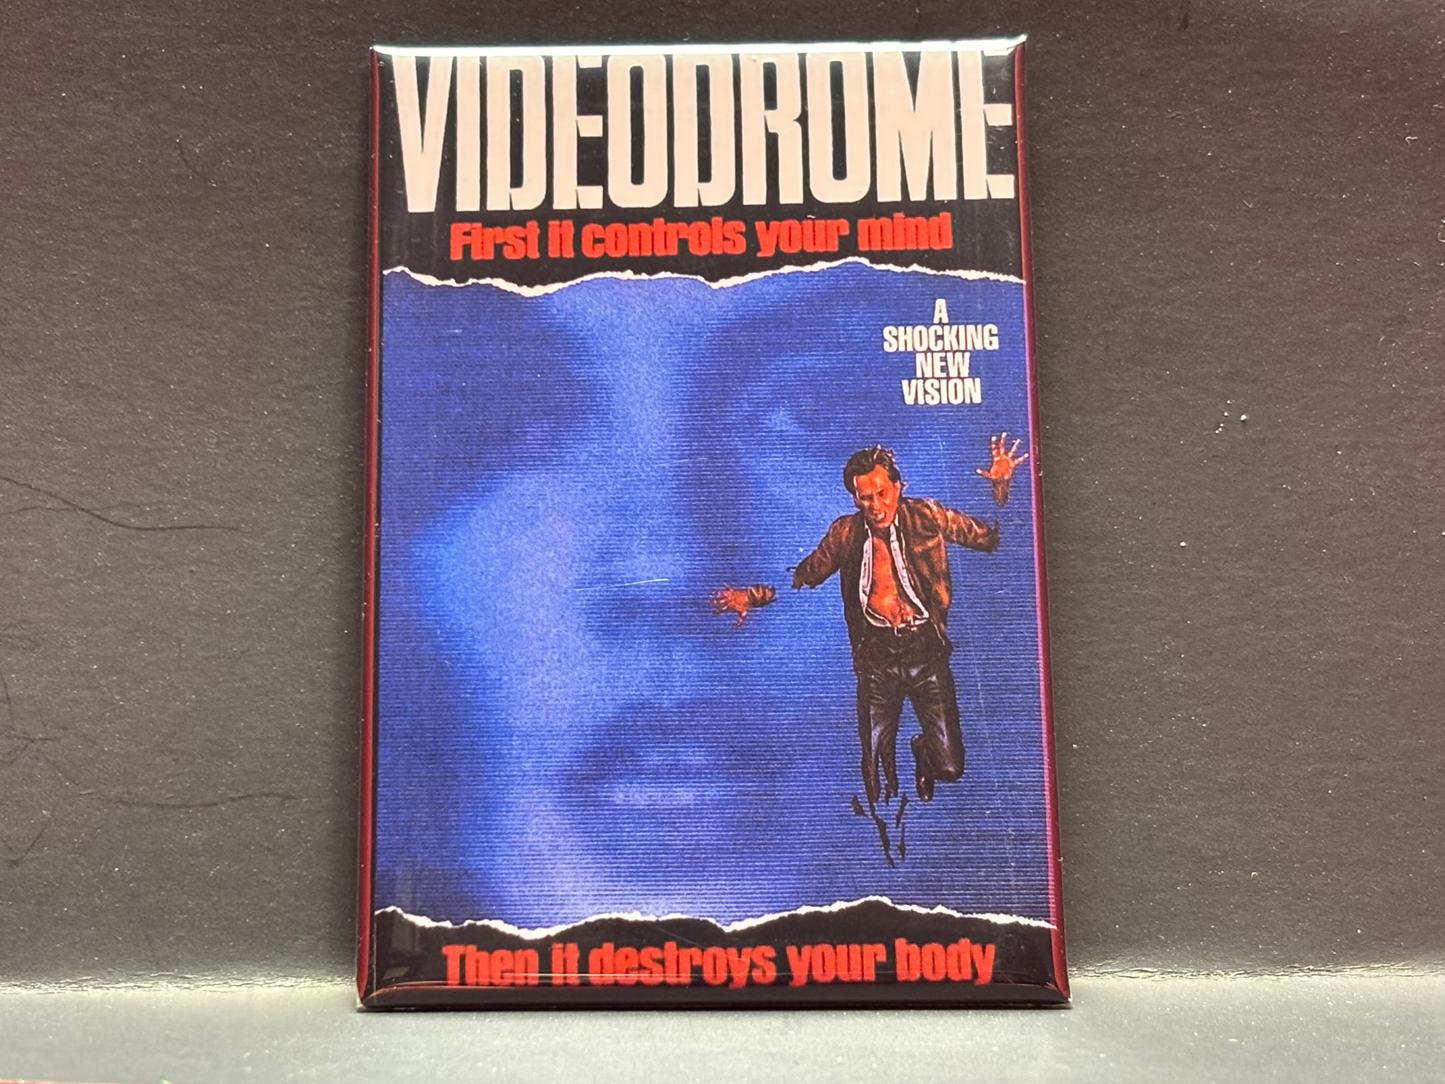 VIDEODROME
First it controls your mind
A
SHOCKING
NEW
VISION
Then it destroys your body